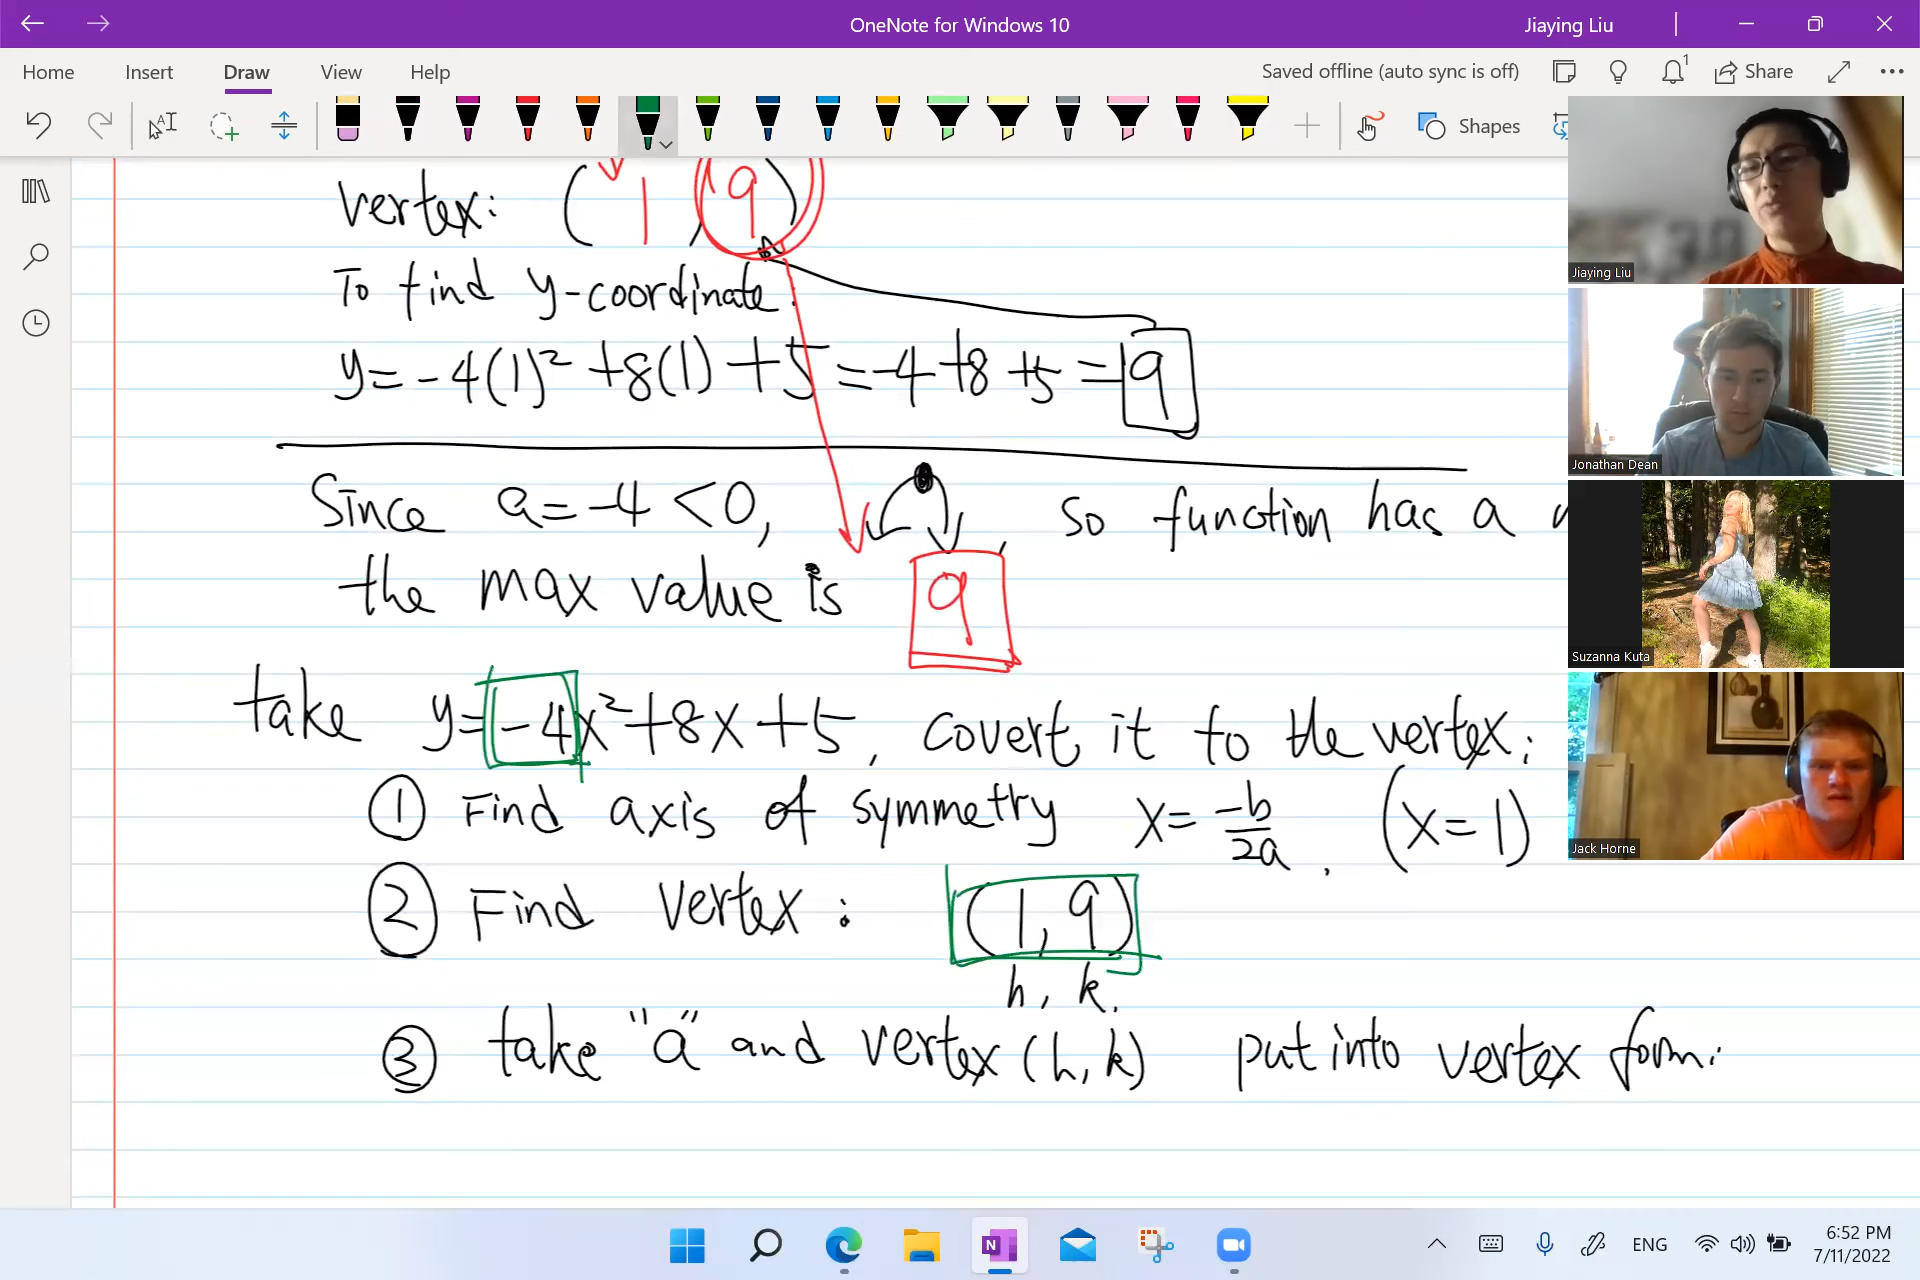 OneNote for Windows 10
Jiaying Liu
Home Insert Draw View Help
Saved offline (auto sync is off)
1
Share
Shapes
vertex: (1, 9)
To find y-coordinate.
y=-4(1)²+8(1)+5=-4+8+5=9
Since a=-4<0, , so function has a
the max value is 9
take y=-4x²+8x+5, covert it to the vertex:
① Find axis of symmetry x=-b/2a. (x=1)
② Find vertex: (1, 9)
h, k.
③ take "a" and vertex (h, k) put into vertex form:
Jiaying Liu
Jonathan Dean
Suzanna Kuta
Jack Horne
ENG
6:52 PM
7/11/2022